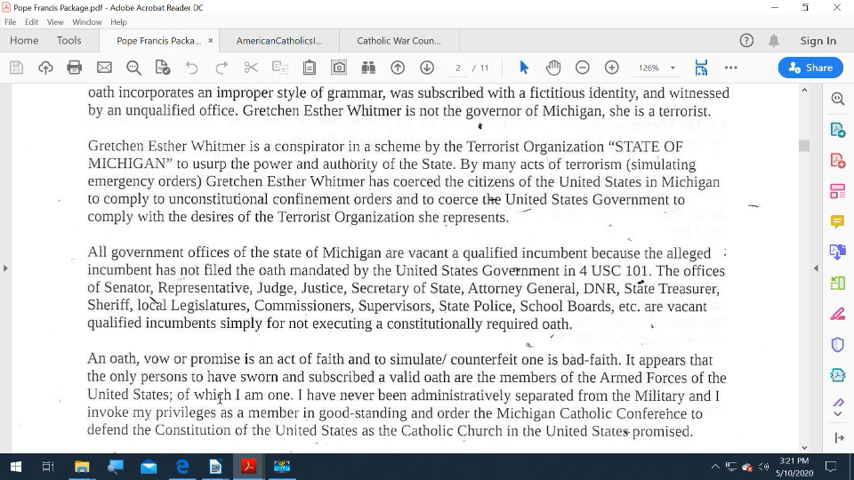 Pope Francis Package.pdf - Adobe Acrobat Reader DC
File Edit View Window Help
Home Tools Pope Francis Packa... × AmericanCatholicsI... Catholic War Coun... Sign In
2 / 11 126% Share
oath incorporates an improper style of grammar, was subscribed with a fictitious identity, and witnessed
by an unqualified office. Gretchen Esther Whitmer is not the governor of Michigan, she is a terrorist.
Gretchen Esther Whitmer is a conspirator in a scheme by the Terrorist Organization “STATE OF
MICHIGAN” to usurp the power and authority of the State. By many acts of terrorism (simulating
emergency orders) Gretchen Esther Whitmer has coerced the citizens of the United States in Michigan
to comply to unconstitutional confinement orders and to coerce the United States Government to
comply with the desires of the Terrorist Organization she represents.
All government offices of the state of Michigan are vacant a qualified incumbent because the alleged
incumbent has not filed the oath mandated by the United States Government in 4 USC 101. The offices
of Senator, Representative, Judge, Justice, Secretary of State, Attorney General, DNR, State Treasurer,
Sheriff, local Legislatures, Commissioners, Supervisors, State Police, School Boards, etc. are vacant
qualified incumbents simply for not executing a constitutionally required oath.
An oath, vow or promise is an act of faith and to simulate/ counterfeit one is bad-faith. It appears that
the only persons to have sworn and subscribed a valid oath are the members of the Armed Forces of the
United States; of which I am one. I have never been administratively separated from the Military and I
invoke my privileges as a member in good-standing and order the Michigan Catholic Conference to
defend the Constitution of the United States as the Catholic Church in the United States promised.
3:21 PM
5/10/2020